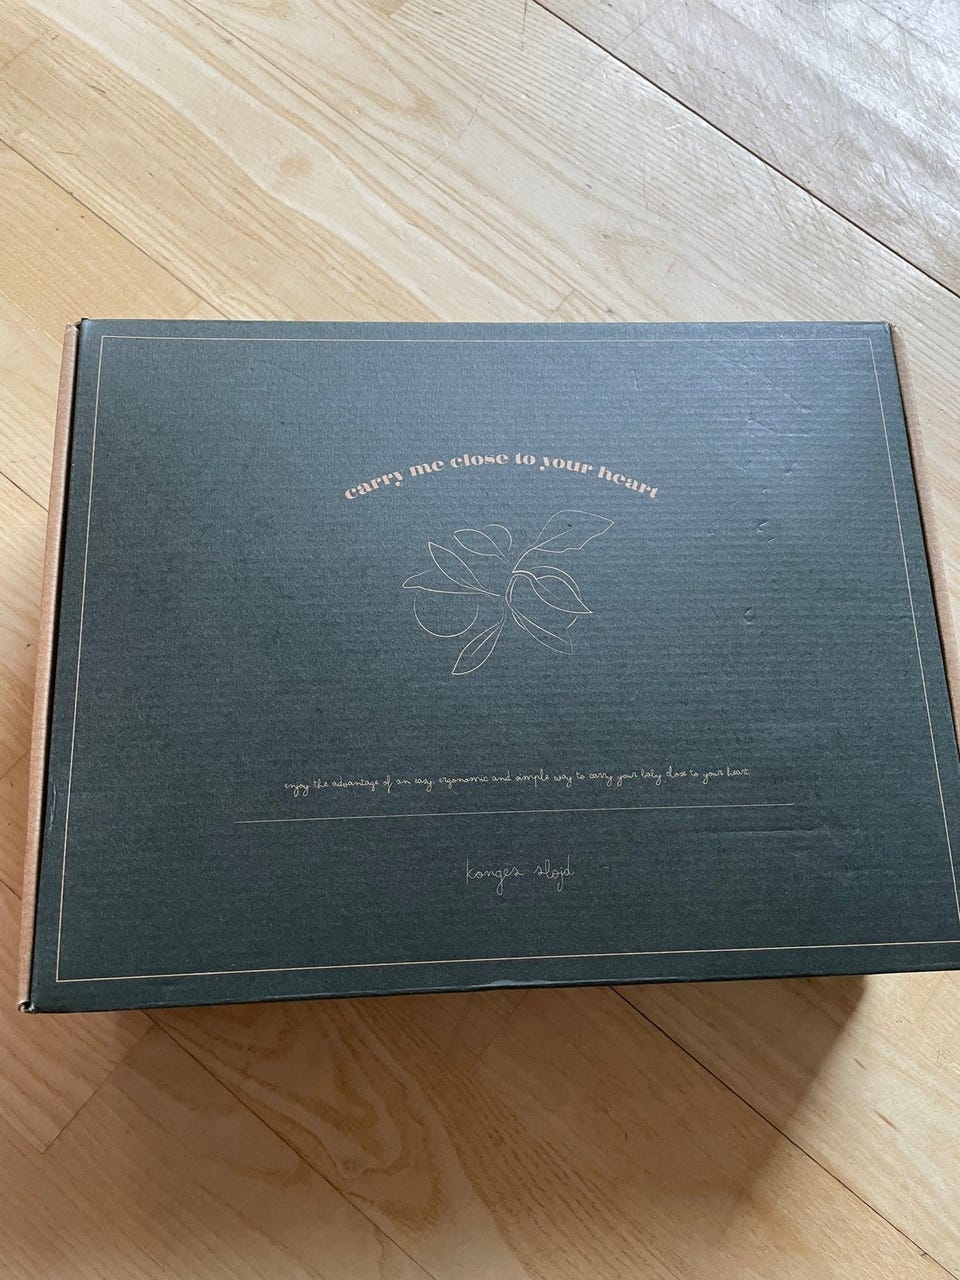 carry me close to your heart
enjoy the advantage of an easy, ergonomic and simple way to carry your baby close to your heart
konges sløjd